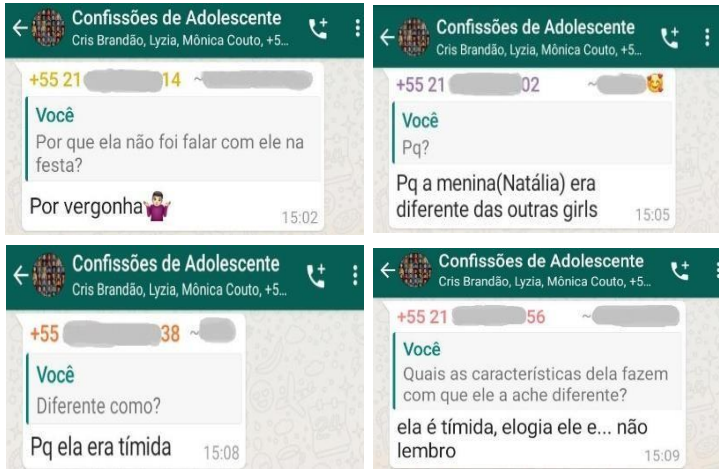 Confissões de Adolescente
Cris Brandão, Lyzia, Mônica Couto, +5...
+55 21 14 ~
Você
Por que ela não foi falar com ele na
festa?
Por vergonha🤷🏻‍♂️
15:02
Confissões de Adolescente
Cris Brandão, Lyzia, Mônica Couto, +5...
+55 21 02 ~🥰
Você
Pq?
Pq a menina(Natália) era
diferente das outras girls
15:05
Confissões de Adolescente
Cris Brandão, Lyzia, Mônica Couto, +5...
+55 38 ~
Você
Diferente como?
Pq ela era tímida
15:08
Confissões de Adolescente
Cris Brandão, Lyzia, Mônica Couto, +5...
+55 21 56 ~
Você
Quais as características dela fazem
com que ele a ache diferente?
ela é tímida, elogia ele e... não
lembro
15:09